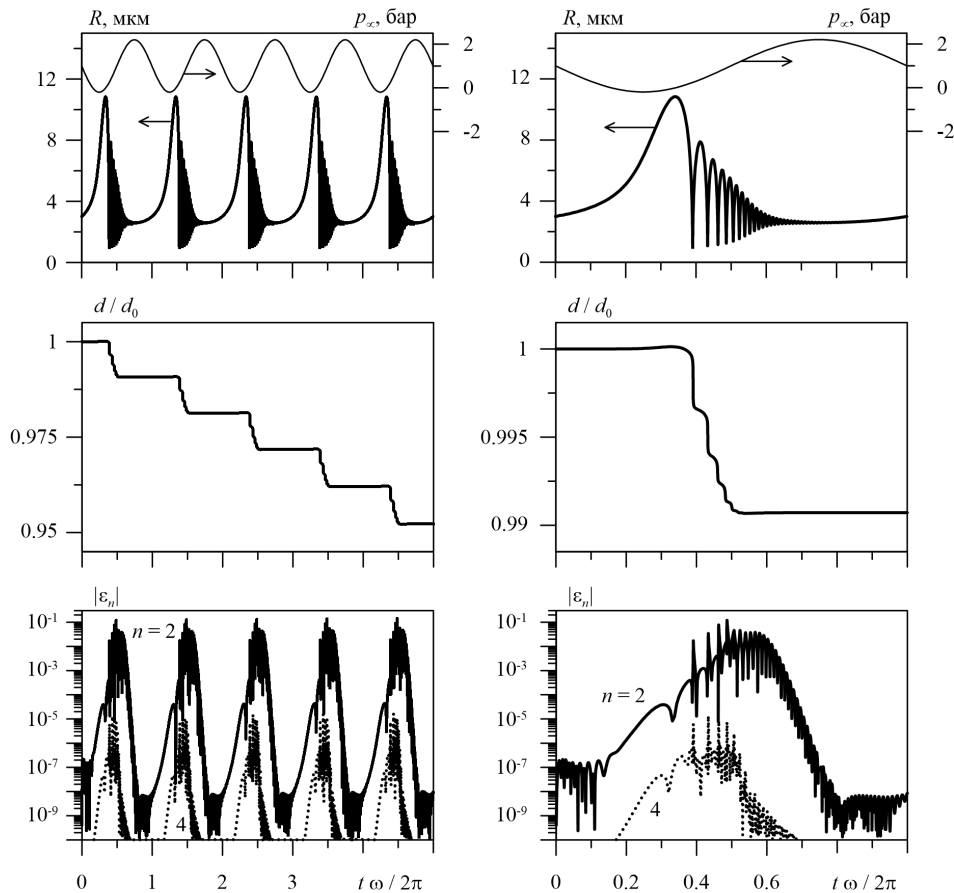 R, мкм p∞, бар R, мкм p∞, бар
12 2 12 2
0 0
8 -2 8 -2
4 4
0 0
d / d₀ d / d₀
1 1
0.975 0.995
0.95 0.99
|εₙ| |εₙ|
10⁻¹ n = 2 10⁻¹
10⁻³ 10⁻³ n = 2
10⁻⁵ 10⁻⁵
10⁻⁷ 10⁻⁷
10⁻⁹ 4 10⁻⁹ 4
0 1 2 3 t ω / 2π 0 0.2 0.4 0.6 t ω / 2π